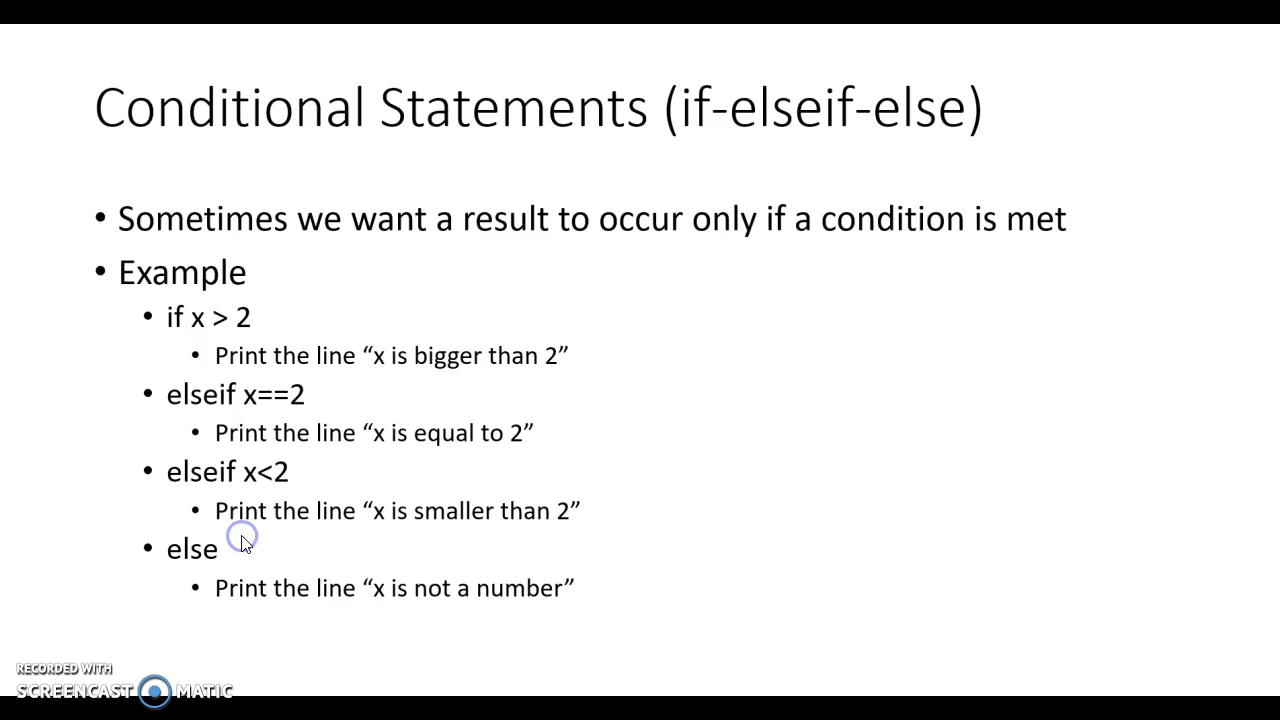 Conditional Statements (if-elseif-else)
• Sometimes we want a result to occur only if a condition is met
• Example
• if x > 2
• Print the line “x is bigger than 2”
• elseif x==2
• Print the line “x is equal to 2”
• elseif x<2
• Print the line “x is smaller than 2”
• else
• Print the line “x is not a number”
RECORDED WITH
SCREENCAST MATIC